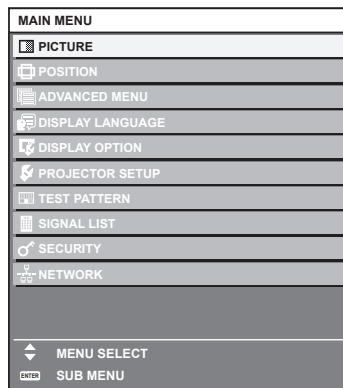 MAIN MENU
PICTURE
POSITION
ADVANCED MENU
DISPLAY LANGUAGE
DISPLAY OPTION
PROJECTOR SETUP
TEST PATTERN
SIGNAL LIST
SECURITY
NETWORK
MENU SELECT
ENTER SUB MENU